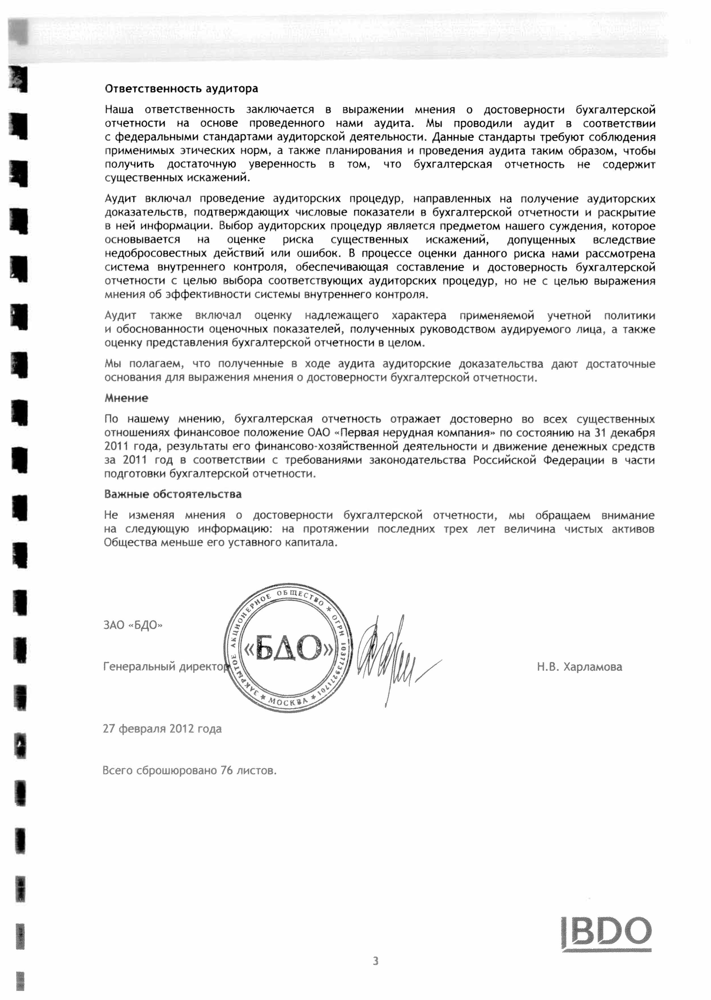 Ответственность аудитора
Наша ответственность заключается в выражении мнения о достоверности бухгалтерской
отчетности на основе проведенного нами аудита. Мы проводили аудит в соответствии
с федеральными стандартами аудиторской деятельности. Данные стандарты требуют соблюдения
применимых этических норм, а также планирования и проведения аудита таким образом, чтобы
получить достаточную уверенность в том, что бухгалтерская отчетность не содержит
существенных искажений.
Аудит включал проведение аудиторских процедур, направленных на получение аудиторских
доказательств, подтверждающих числовые показатели в бухгалтерской отчетности и раскрытие
в ней информации. Выбор аудиторских процедур является предметом нашего суждения, которое
основывается на оценке риска существенных искажений, допущенных вследствие
недобросовестных действий или ошибок. В процессе оценки данного риска нами рассмотрена
система внутреннего контроля, обеспечивающая составление и достоверность бухгалтерской
отчетности с целью выбора соответствующих аудиторских процедур, но не с целью выражения
мнения об эффективности системы внутреннего контроля.
Аудит также включал оценку надлежащего характера применяемой учетной политики
и обоснованности оценочных показателей, полученных руководством аудируемого лица, а также
оценку представления бухгалтерской отчетности в целом.
Мы полагаем, что полученные в ходе аудита аудиторские доказательства дают достаточные
основания для выражения мнения о достоверности бухгалтерской отчетности.
Мнение
По нашему мнению, бухгалтерская отчетность отражает достоверно во всех существенных
отношениях финансовое положение ОАО «Первая нерудная компания» по состоянию на 31 декабря
2011 года, результаты его финансово-хозяйственной деятельности и движение денежных средств
за 2011 год в соответствии с требованиями законодательства Российской Федерации в части
подготовки бухгалтерской отчетности.
Важные обстоятельства
Не изменяя мнения о достоверности бухгалтерской отчетности, мы обращаем внимание
на следующую информацию: на протяжении последних трех лет величина чистых активов
Общества меньше его уставного капитала.
ЗАО «БДО»
ЗАКРЫТОЕ АКЦИОНЕРНОЕ ОБЩЕСТВО * ОГРН 1037739271701 * МОСКВА *
«БДО»
Генеральный директор
Н.В. Харламова
27 февраля 2012 года
Всего сброшюровано 76 листов.
BDO
3